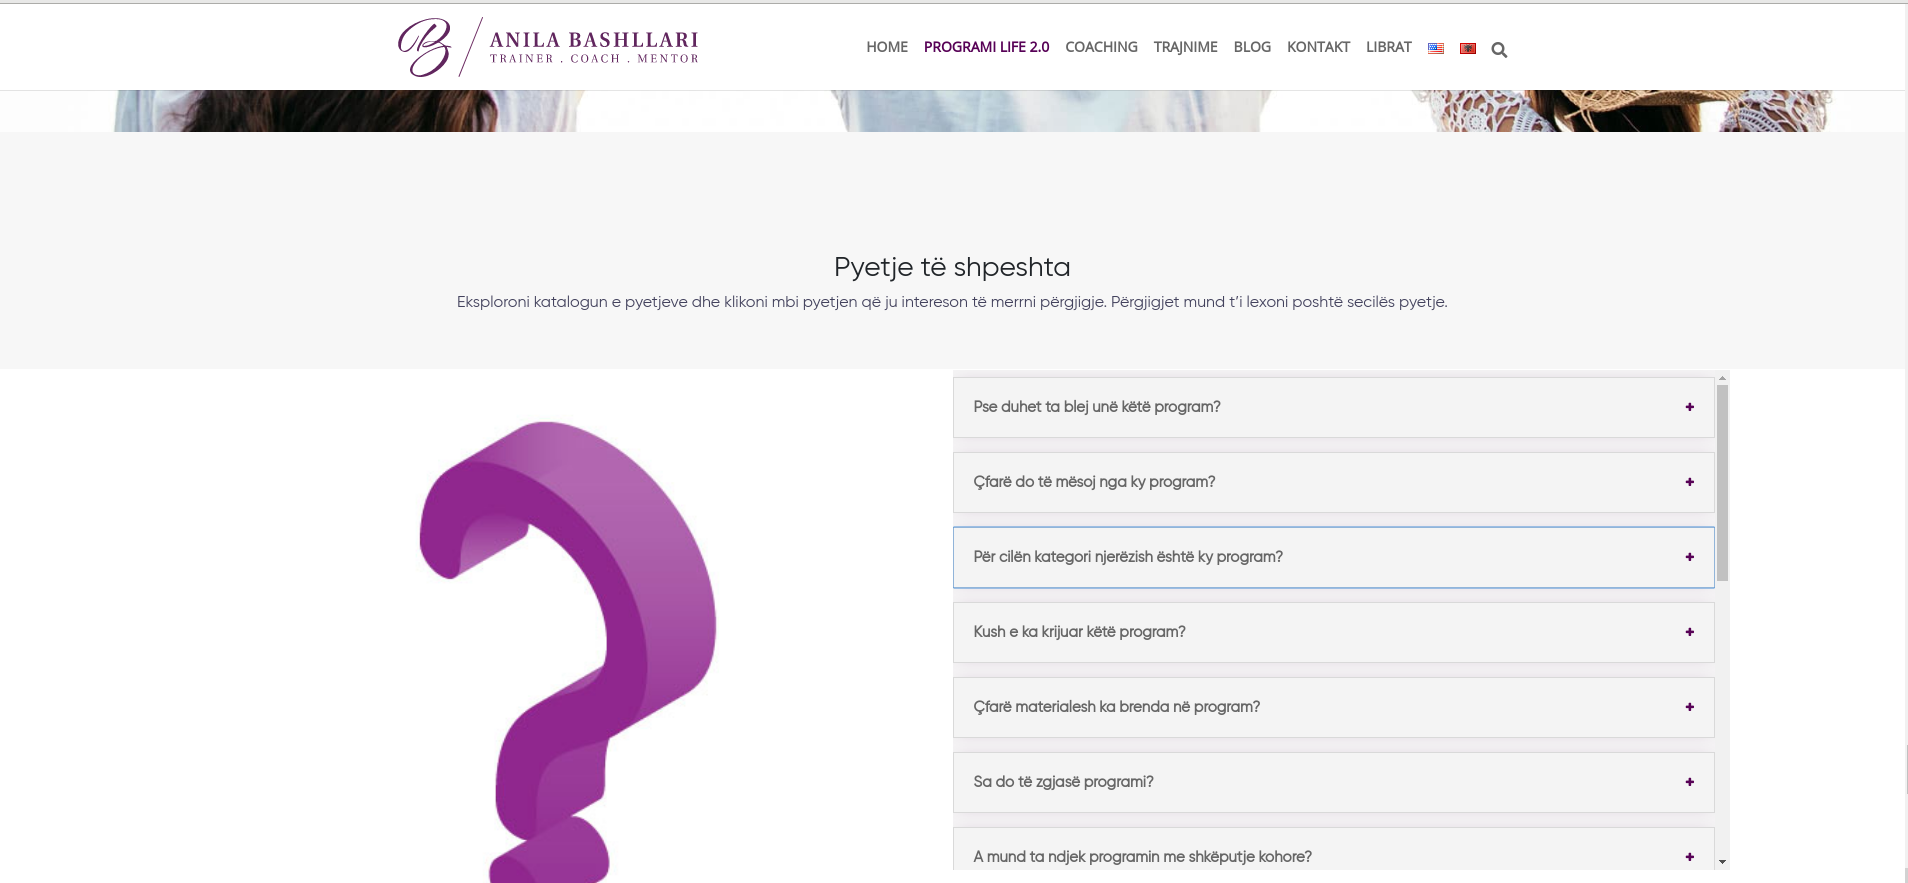 B
ANILA BASHLLARI
TRAINER . COACH . MENTOR
HOME PROGRAMI LIFE 2.0 COACHING TRAJNIME BLOG KONTAKT LIBRAT
Pyetje të shpeshta
Eksploroni katalogun e pyetjeve dhe klikoni mbi pyetjen që ju intereson të merrni përgjigje. Përgjigjet mund t’i lexoni poshtë secilës pyetje.
?
Pse duhet ta blej unë këtë program? +
Çfarë do të mësoj nga ky program? +
Për cilën kategori njerëzish është ky program? +
Kush e ka krijuar këtë program? +
Çfarë materialesh ka brenda në program? +
Sa do të zgjasë programi? +
A mund ta ndjek programin me shkëputje kohore? +